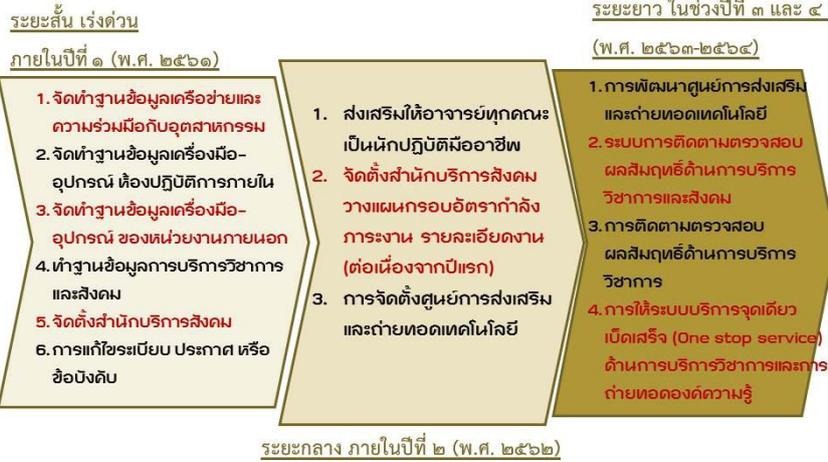 ระยะสั้น เร่งด่วน
ภายในปีที่ ๑ (พ.ศ. ๒๕๖๑)
1. จัดทำฐานข้อมูลเครือข่ายและ
ความร่วมมือกับอุตสาหกรรม
2. จัดทำฐานข้อมูลเครื่องมือ-
อุปกรณ์ ห้องปฏิบัติการภายใน
3. จัดทำฐานข้อมูลเครื่องมือ-
อุปกรณ์ ของหน่วยงานภายนอก
4. ทำฐานข้อมูลการบริการวิชาการ
และสังคม
5. จัดตั้งสำนักบริการสังคม
6. การแก้ไขระเบียบ ประกาศ หรือ
ข้อบังคับ
1. ส่งเสริมให้อาจารย์ทุกคณะ
เป็นนักปฏิบัติมืออาชีพ
2. จัดตั้งสำนักบริการสังคม
วางแผนกรอบอัตรากำลัง
ภาระงาน รายละเอียดงาน
(ต่อเนื่องจากปีแรก)
3. การจัดตั้งศูนย์การส่งเสริม
และถ่ายทอดเทคโนโลยี
ระยะกลาง ภายในปีที่ ๒ (พ.ศ. ๒๕๖๒)
ระยะยาว ในช่วงปีที่ ๓ และ ๔
(พ.ศ. ๒๕๖๓-๒๕๖๔)
1. การพัฒนาศูนย์การส่งเสริม
และถ่ายทอดเทคโนโลยี
2. ระบบการติดตามตรวจสอบ
ผลสัมฤทธิ์ด้านการบริการ
วิชาการและสังคม
3. การติดตามตรวจสอบ
ผลสัมฤทธิ์ด้านการบริการ
วิชาการ
4. การให้ระบบบริการจุดเดียว
เบ็ดเสร็จ (One stop service)
ด้านการบริการวิชาการและการ
ถ่ายทอดองค์ความรู้